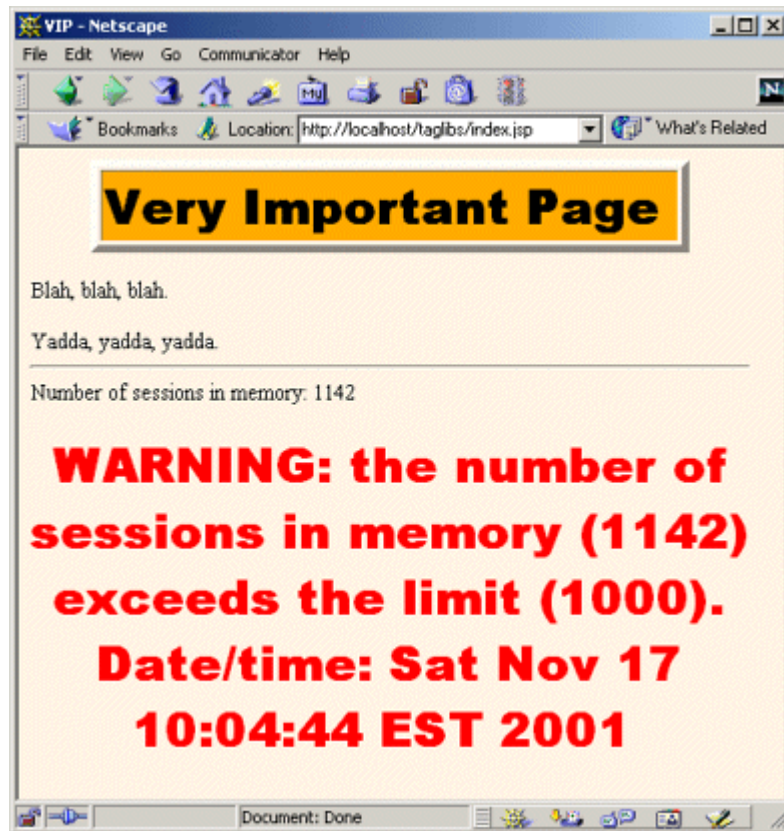 VIP - Netscape
File Edit View Go Communicator Help
My
N
Bookmarks Location: http://localhost/taglibs/index.jsp What's Related
Very Important Page
Blah, blah, blah.
Yadda, yadda, yadda.
Number of sessions in memory: 1142
WARNING: the number of
sessions in memory (1142)
exceeds the limit (1000).
Date/time: Sat Nov 17
10:04:44 EST 2001
Document: Done